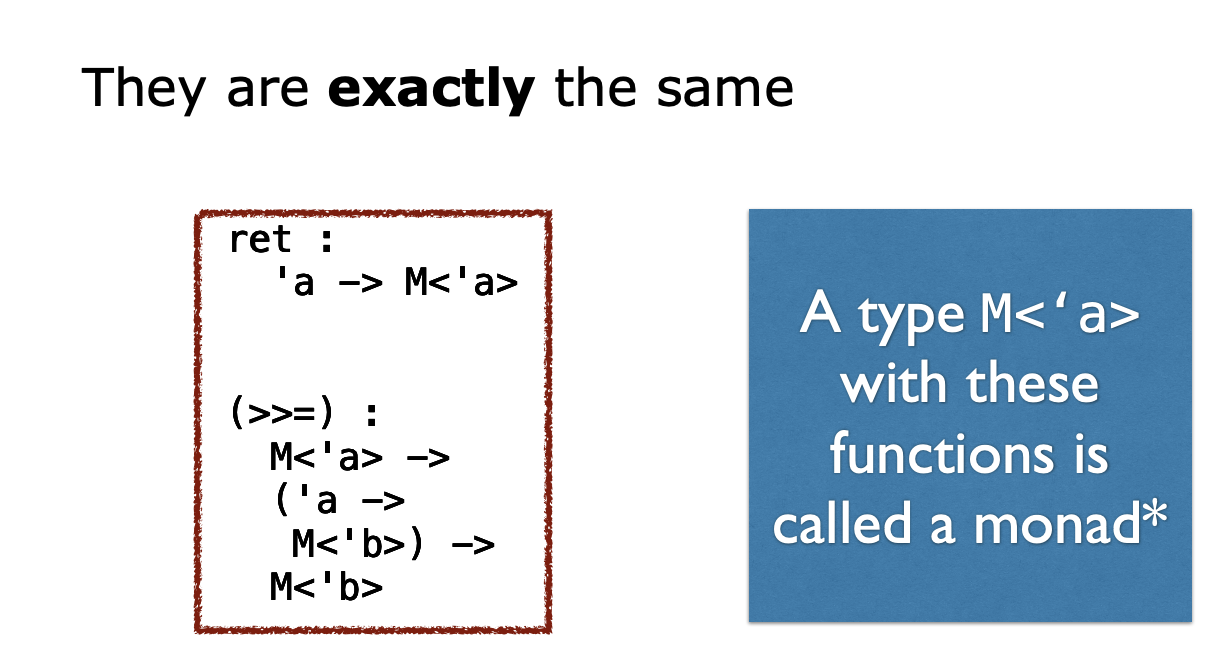 They are exactly the same
ret :
'a -> M<'a>
(>>=) :
M<'a> ->
('a ->
M<'b>) ->
M<'b>
A type M<‘a>
with these
functions is
called a monad*